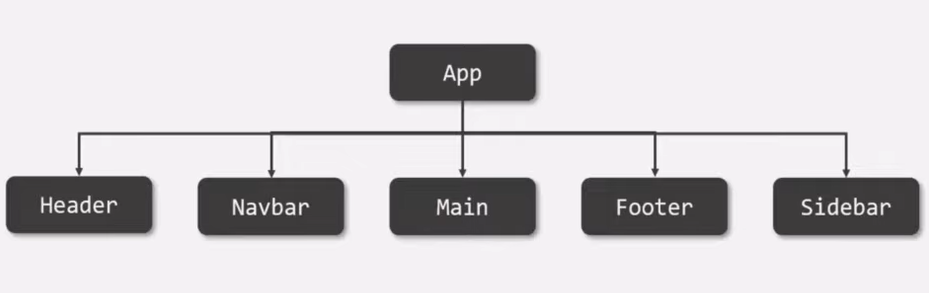 App
Header
Navbar
Main
Footer
Sidebar